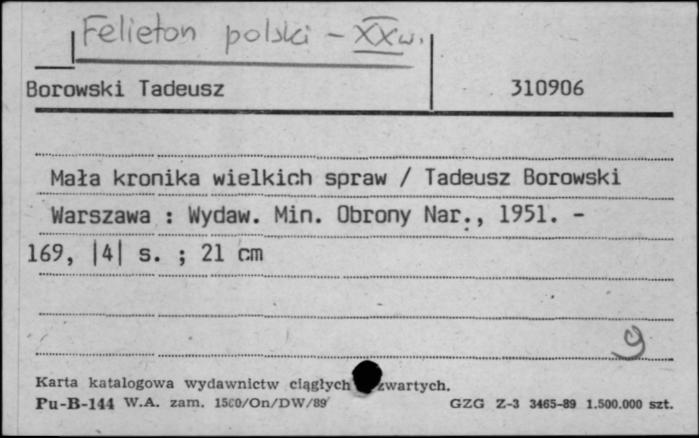 Felieton polski - XXw.
Borowski Tadeusz 310906
Mała kronika wielkich spraw / Tadeusz Borowski
Warszawa : Wydaw. Min. Obrony Nar., 1951. -
169, |4| s. ; 21 cm
g
Karta katalogowa wydawnictw ciągłych zwartych.
Pu-B-144 W.A. zam. 1500/On/DW/89 GZG Z-3 3465-89 1.500.000 szt.